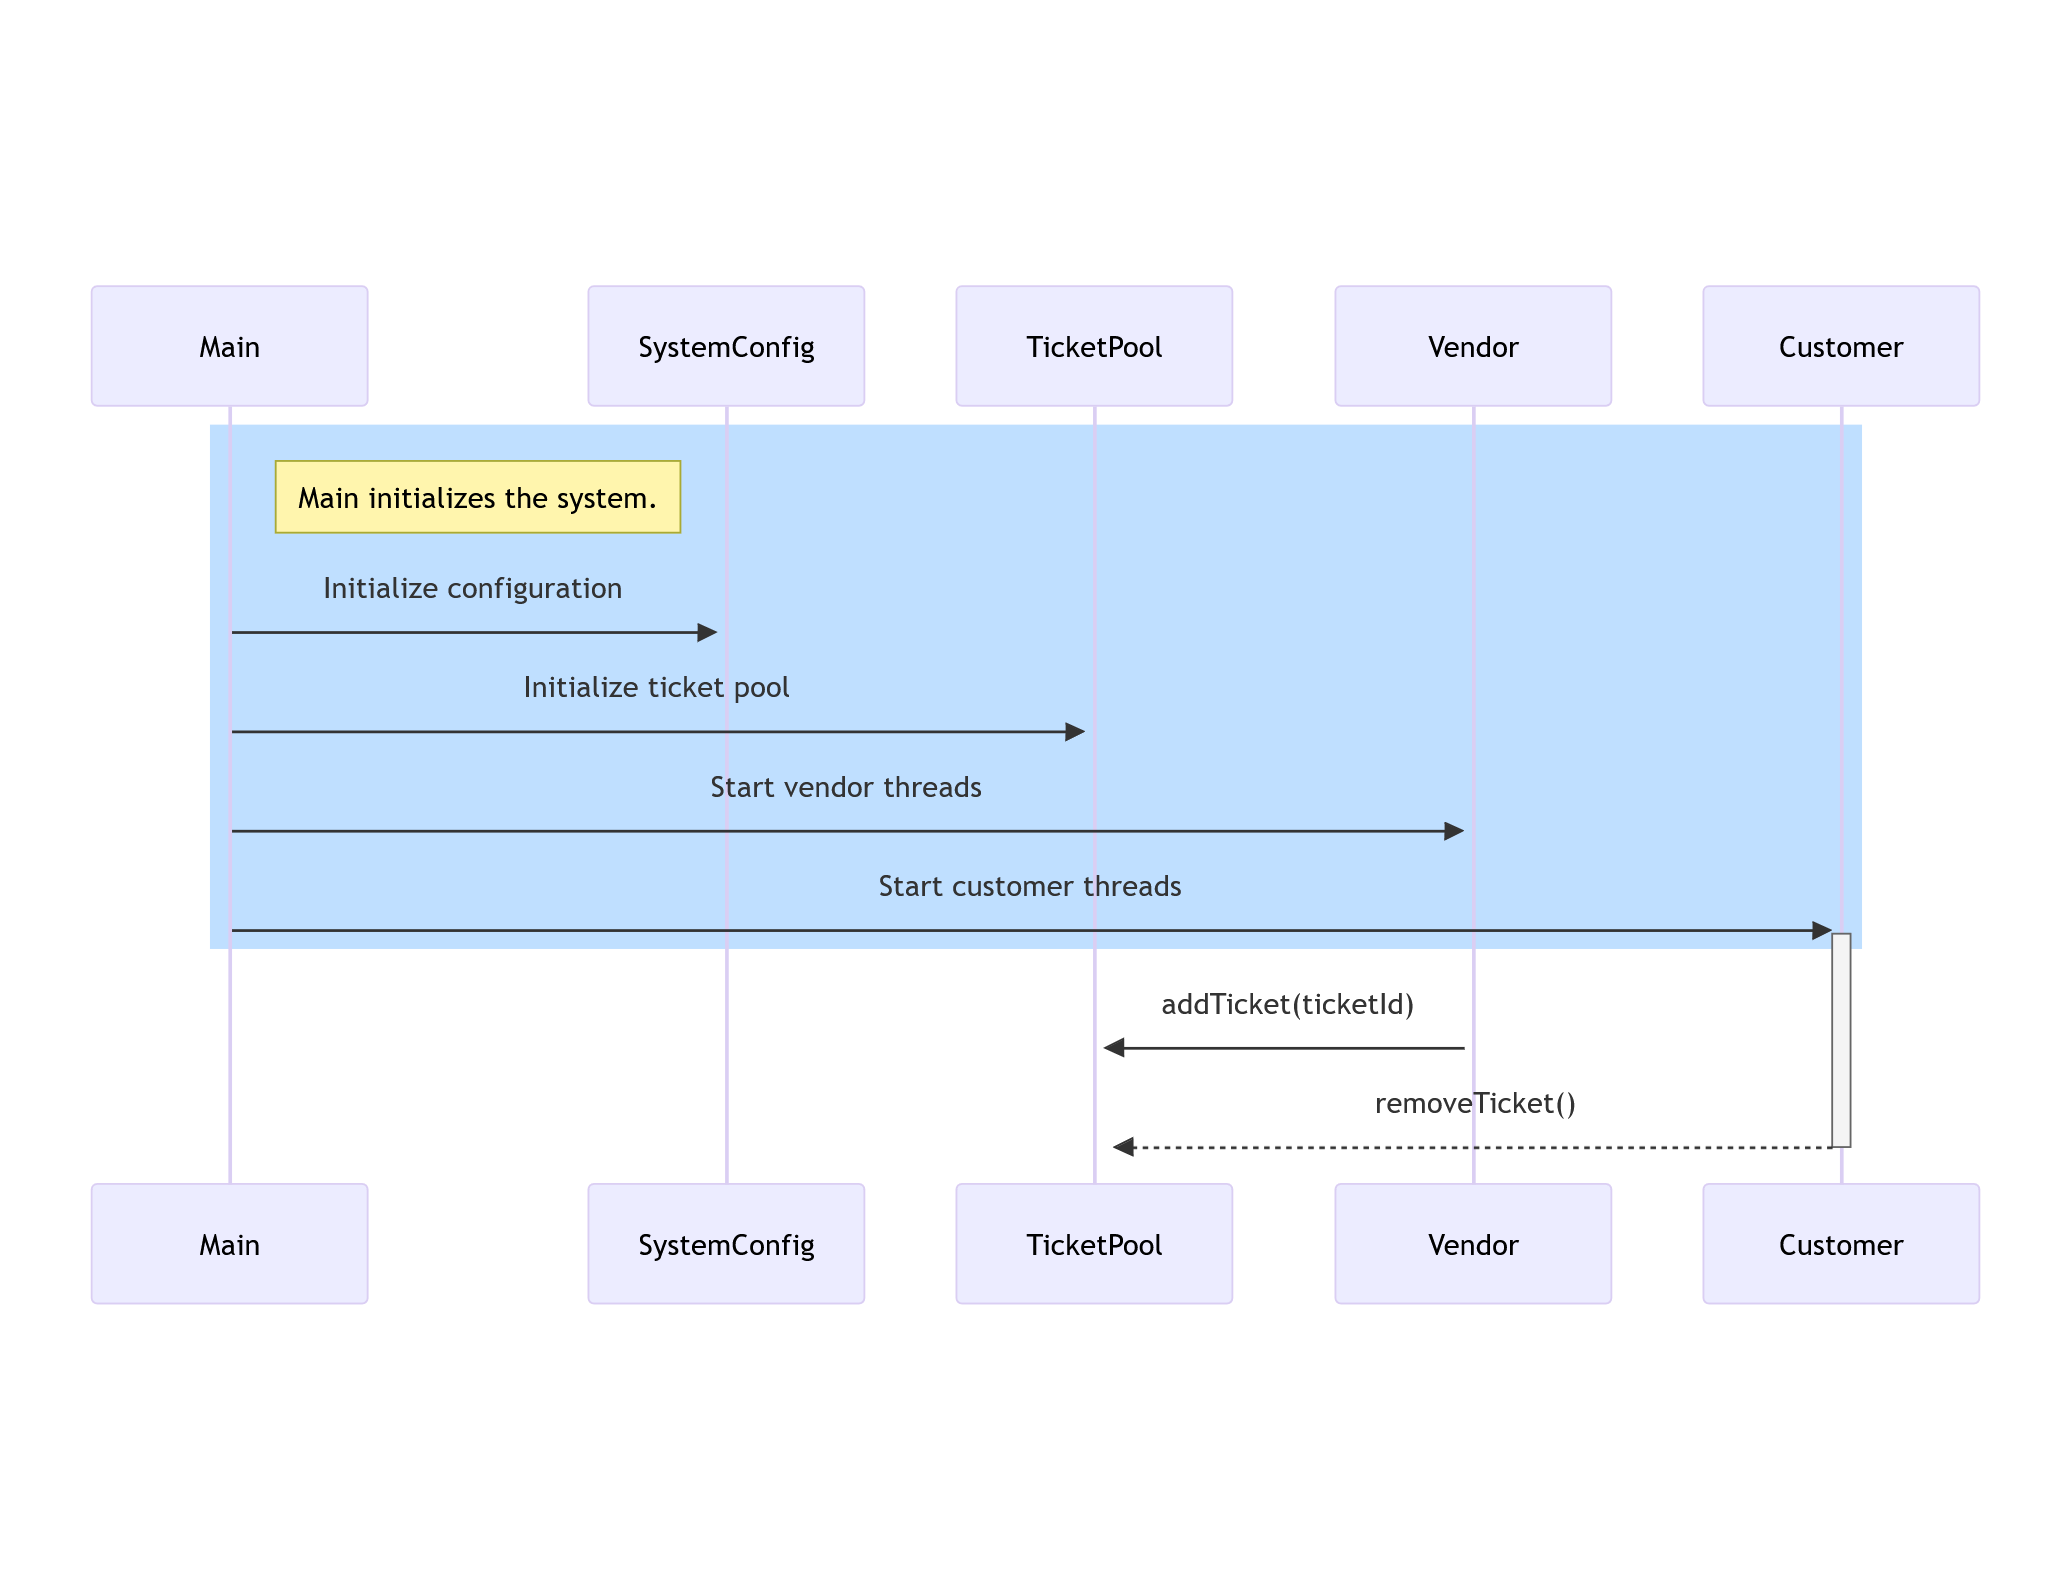 Main
SystemConfig
TicketPool
Vendor
Customer
Main initializes the system.
Initialize configuration
Initialize ticket pool
Start vendor threads
Start customer threads
addTicket(ticketId)
removeTicket()
Main
SystemConfig
TicketPool
Vendor
Customer